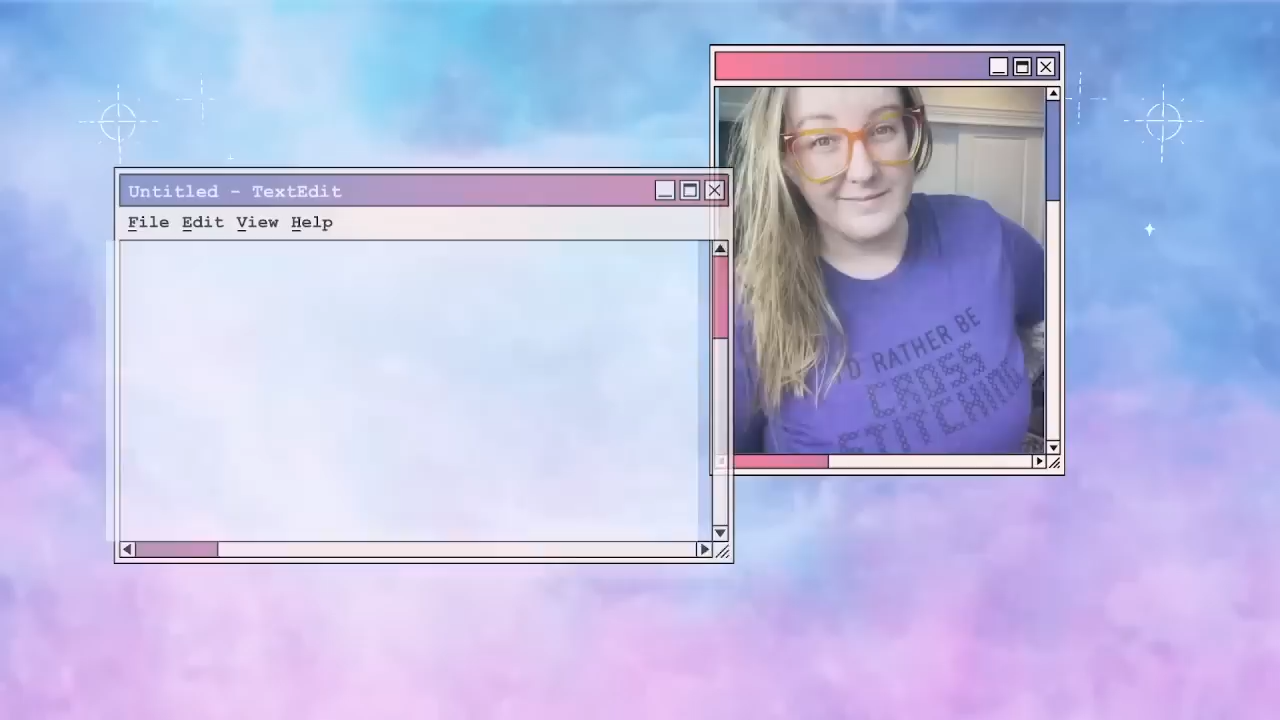 Untitled - TextEdit
File Edit View Help
I'D RATHER BE
CROSS
STITCHING